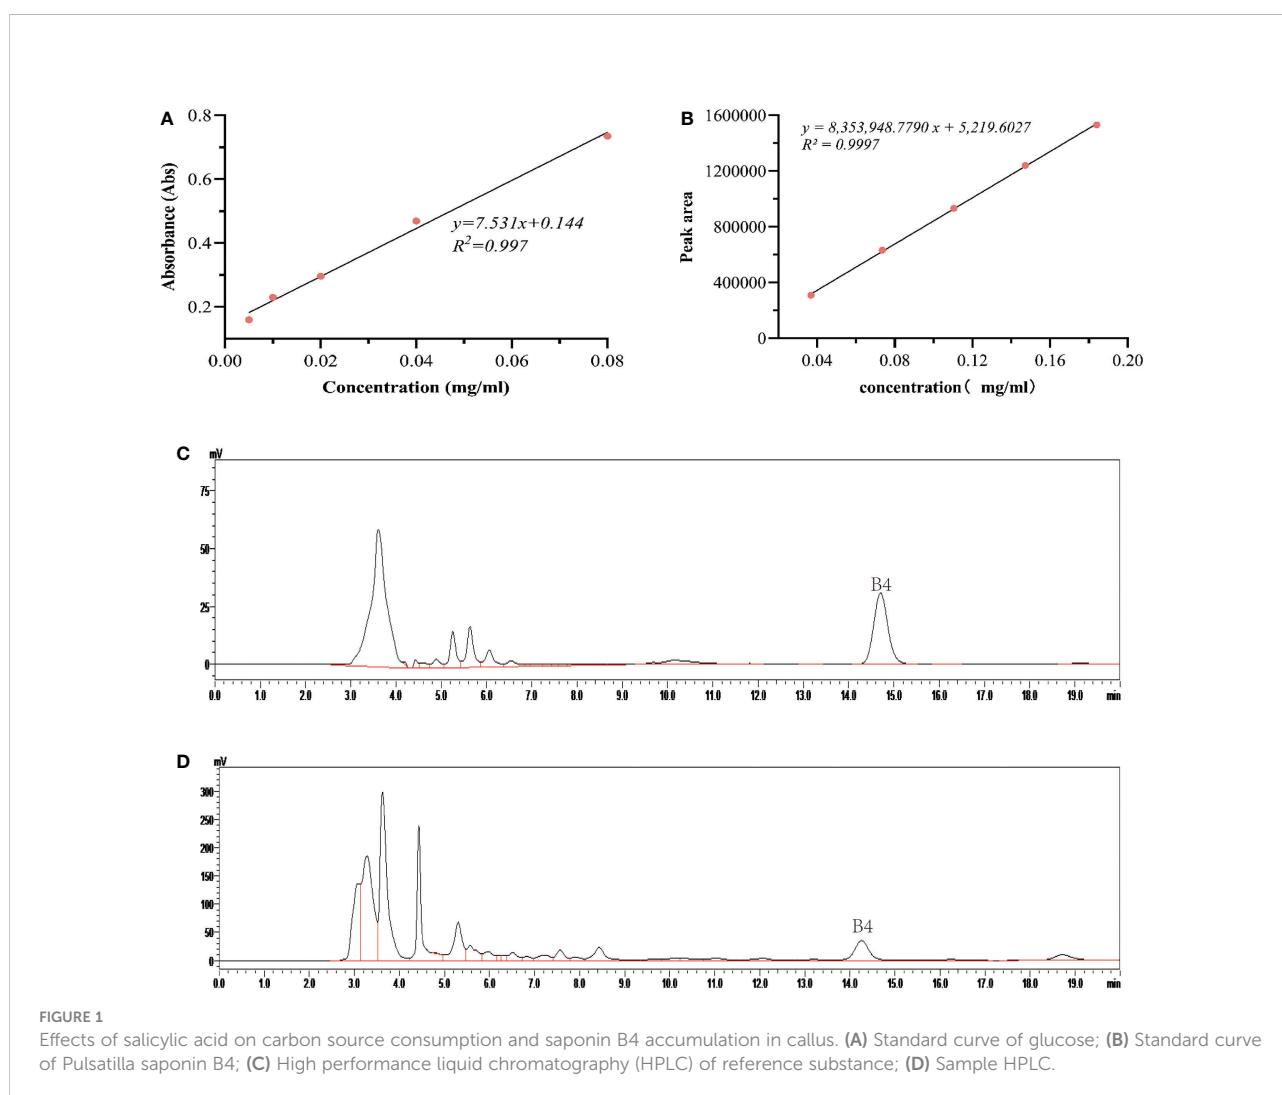 A
0.8
0.6
0.4
0.2
0.00 0.02 0.04 0.06 0.08
Absorbance (Abs)
Concentration (mg/ml)
y=7.531x+0.144
R²=0.997
B
1600000
1200000
800000
400000
0
0.04 0.08 0.12 0.16 0.20
Peak area
concentration( mg/ml)
y = 8,353,948.7790 x + 5,219.6027
R² = 0.9997
C
mV
75
50
25
0
B4
0.0 1.0 2.0 3.0 4.0 5.0 6.0 7.0 8.0 9.0 10.0 11.0 12.0 13.0 14.0 15.0 16.0 17.0 18.0 19.0 min
D
mV
300
250
200
150
100
50
0
B4
0.0 1.0 2.0 3.0 4.0 5.0 6.0 7.0 8.0 9.0 10.0 11.0 12.0 13.0 14.0 15.0 16.0 17.0 18.0 19.0 min
FIGURE 1
Effects of salicylic acid on carbon source consumption and saponin B4 accumulation in callus. (A) Standard curve of glucose; (B) Standard curve
of Pulsatilla saponin B4; (C) High performance liquid chromatography (HPLC) of reference substance; (D) Sample HPLC.